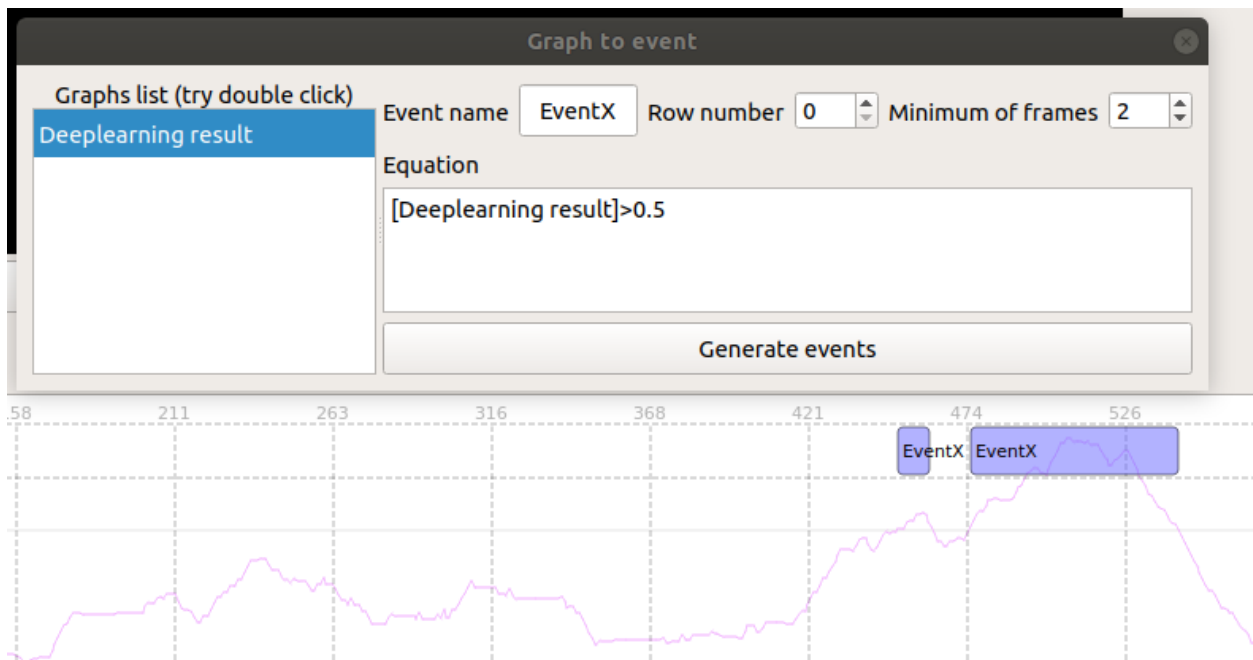 Graph to event
Graphs list (try double click)
Deeplearning result
Event name EventX Row number 0 Minimum of frames 2
Equation
[Deeplearning result]>0.5
Generate events
58 211 263 316 368 421 474 526
EventX EventX